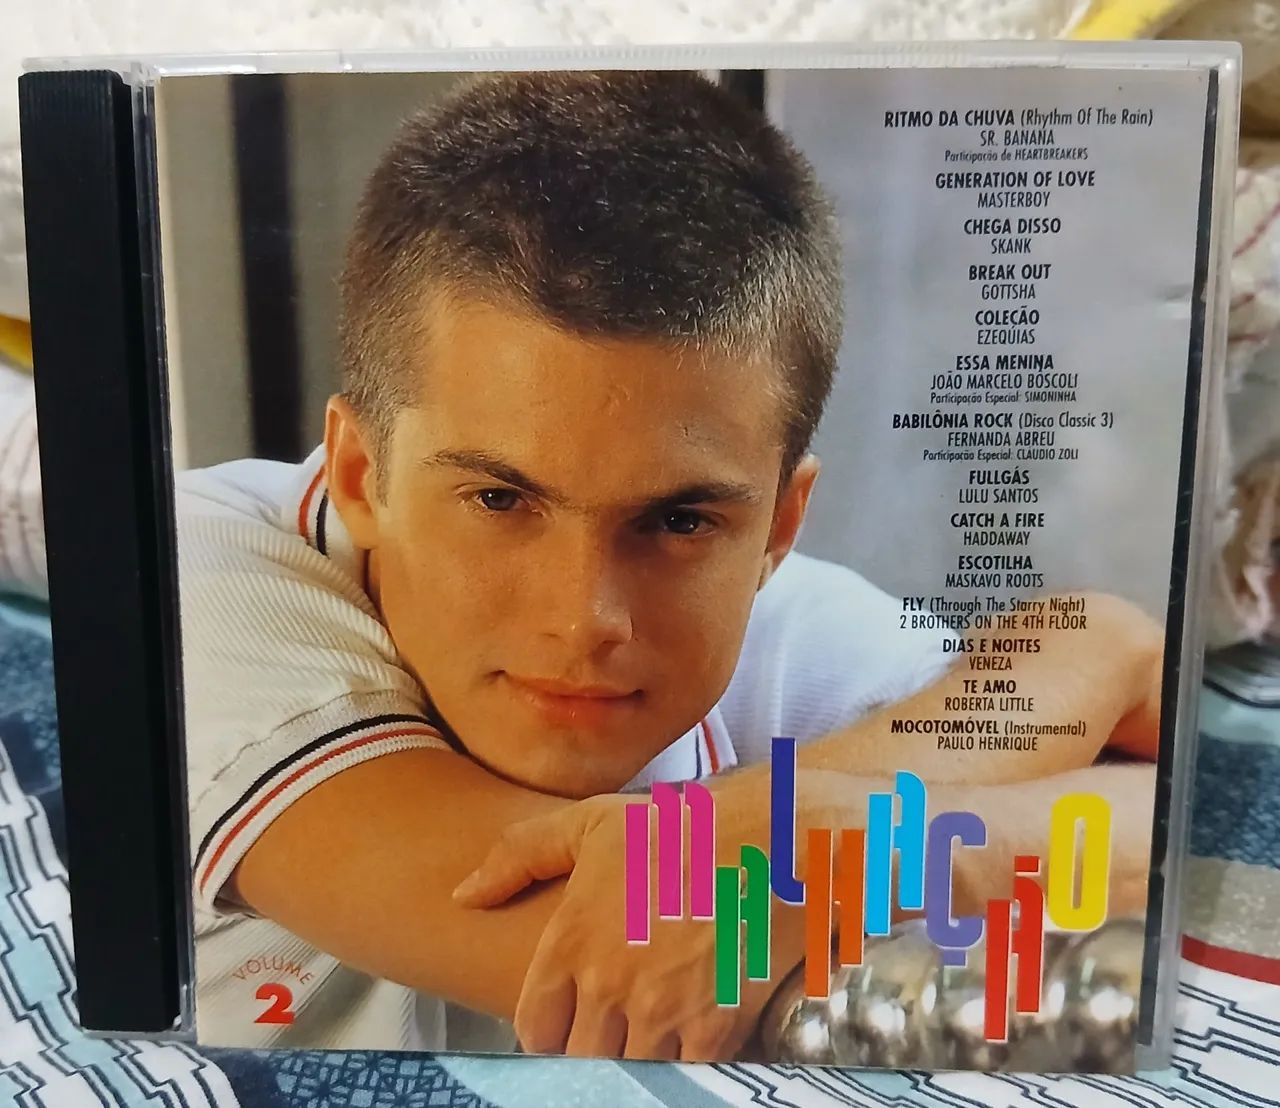 RITMO DA CHUVA (Rhythm Of The Rain)
SR. BANANA
Participação de HEARTBREAKERS
GENERATION OF LOVE
MASTERBOY
CHEGA DISSO
SKANK
BREAK OUT
GOTTSHA
COLEÇÃO
EZEQÚIAS
ESSA MENINA
JOÃO MARCELO BÔSCOLI
Participação Especial: SIMONINHA
BABILÔNIA ROCK (Disco Classic 3)
FERNANDA ABREU
Participação Especial: CLAUDIO ZOLI
FULLGÁS
LULU SANTOS
CATCH A FIRE
HADDAWAY
ESCOTILHA
MASKAVO ROOTS
FLY (Through The Starry Night)
2 BROTHERS ON THE 4TH FLOOR
DIAS E NOITES
VENEZA
TE AMO
ROBERTA LITTLE
MOCOTOMÓVEL (Instrumental)
PAULO HENRIQUE
MALHAÇÃO
VOLUME
2